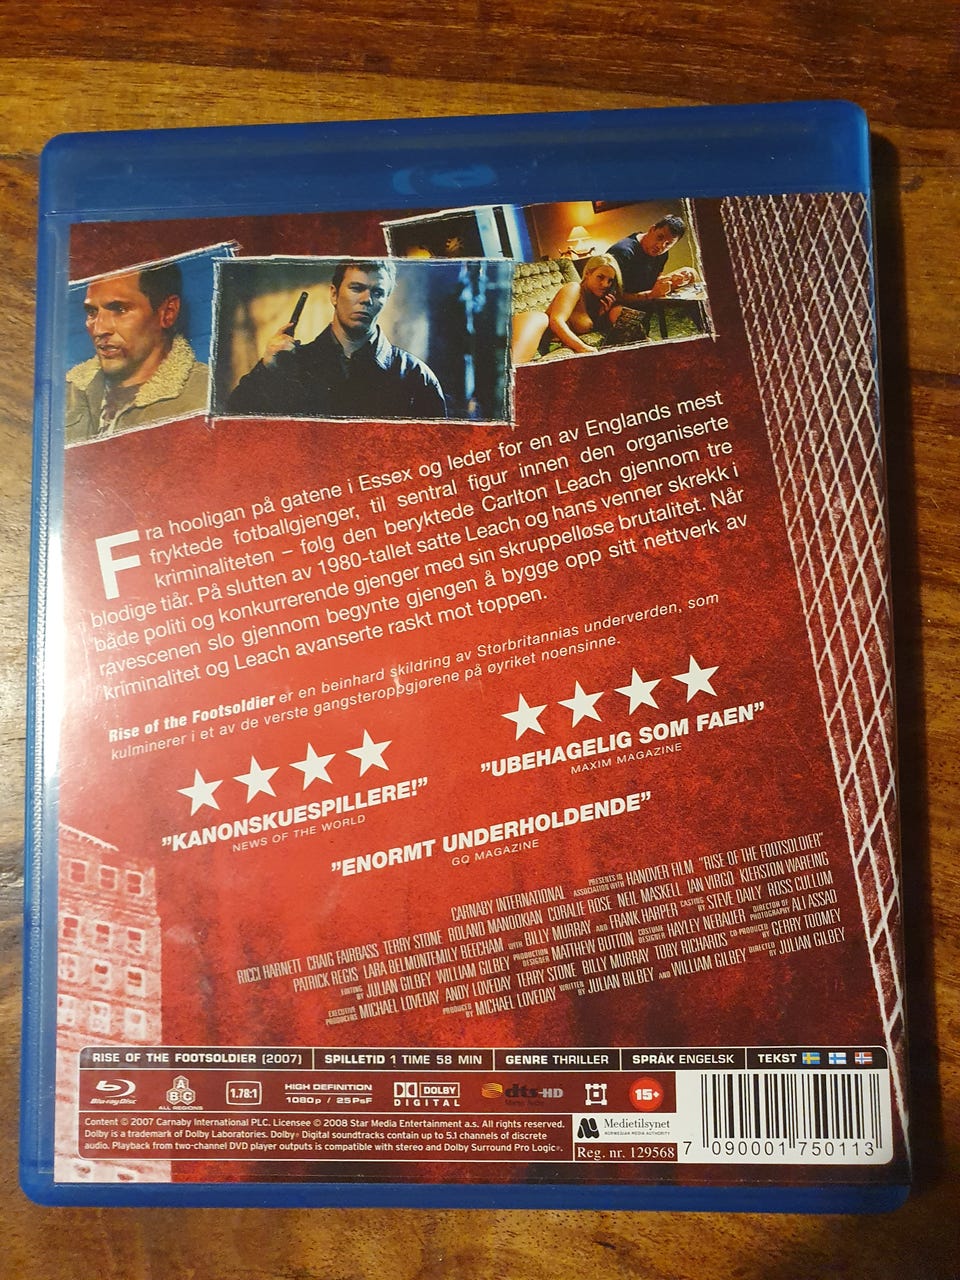 Fra hooligan på gatene i Essex og leder for en av Englands mest
fryktede fotballgjenger, til sentral figur innen den organiserte
kriminaliteten – følg den beryktede Carlton Leach gjennom tre
blodige tiår. På slutten av 1980-tallet satte Leach og hans venner skrekk i
både politi og konkurrerende gjenger med sin skruppelløse brutalitet. Når
ravescenen slo gjennom begynte gjengen å bygge opp sitt nettverk av
kriminalitet og Leach avanserte raskt mot toppen.
Rise of the Footsoldier er en beinhard skildring av Storbritannias underverden, som
kulminerer i et av de verste gangsteroppgjørene på øyriket noensinne.
"KANONSKUESPILLERE!"
NEWS OF THE WORLD
"UBEHAGELIG SOM FAEN"
MAXIM MAGAZINE
"ENORMT UNDERHOLDENDE"
GQ MAGAZINE
CARNABY INTERNATIONAL PRESENTS IN ASSOCIATION WITH HANOVER FILM "RISE OF THE FOOTSOLDIER"
RICCI HARNETT CRAIG FAIRBASS TERRY STONE ROLAND MANOOKIAN CORALIE ROSE NEIL MASKELL IAN VIRGO KIERSTON WAREING
PATRICK REGIS LARA BELMONT EMILY BEECHAM WITH BILLY MURRAY AND FRANK HARPER CASTING BY STEVE DAILY ROSS CULLUM
EDITING BY JULIAN GILBEY WILLIAM GILBEY PRODUCTION DESIGNER MATTHEW BUTTON COSTUME DESIGNER HAYLEY NEBAUER DIRECTOR OF PHOTOGRAPHY ALI ASSAD
EXECUTIVE PRODUCERS MICHAEL LOVEDAY ANDY LOVEDAY TERRY STONE BILLY MURRAY TOBY RICHARDS CO-PRODUCED BY GERRY TOOMEY
PRODUCED BY MICHAEL LOVEDAY WRITTEN BY JULIAN BILBEY AND WILLIAM GILBEY DIRECTED BY JULIAN GILBEY
RISE OF THE FOOTSOLDIER (2007) SPILLETID 1 TIME 58 MIN GENRE THRILLER SPRÅK ENGELSK TEKST
Blu-ray Disc
A B C
ALL REGIONS
1.78:1
HIGH DEFINITION
1080p / 25PsF
DOLBY
DIGITAL
dts-HD
Master Audio
15+
Content © 2007 Carnaby International PLC. Licensee © 2008 Star Media Entertainment a.s. All rights reserved.
Dolby is a trademark of Dolby Laboratories. Dolby Digital soundtracks contain up to 5.1 channels of discrete
audio. Playback from two-channel DVD player outputs is compatible with stereo and Dolby Surround Pro Logic.
Medietilsynet
NORWEGIAN MEDIA AUTHORITY
Reg. nr. 129568
7 090001 750113